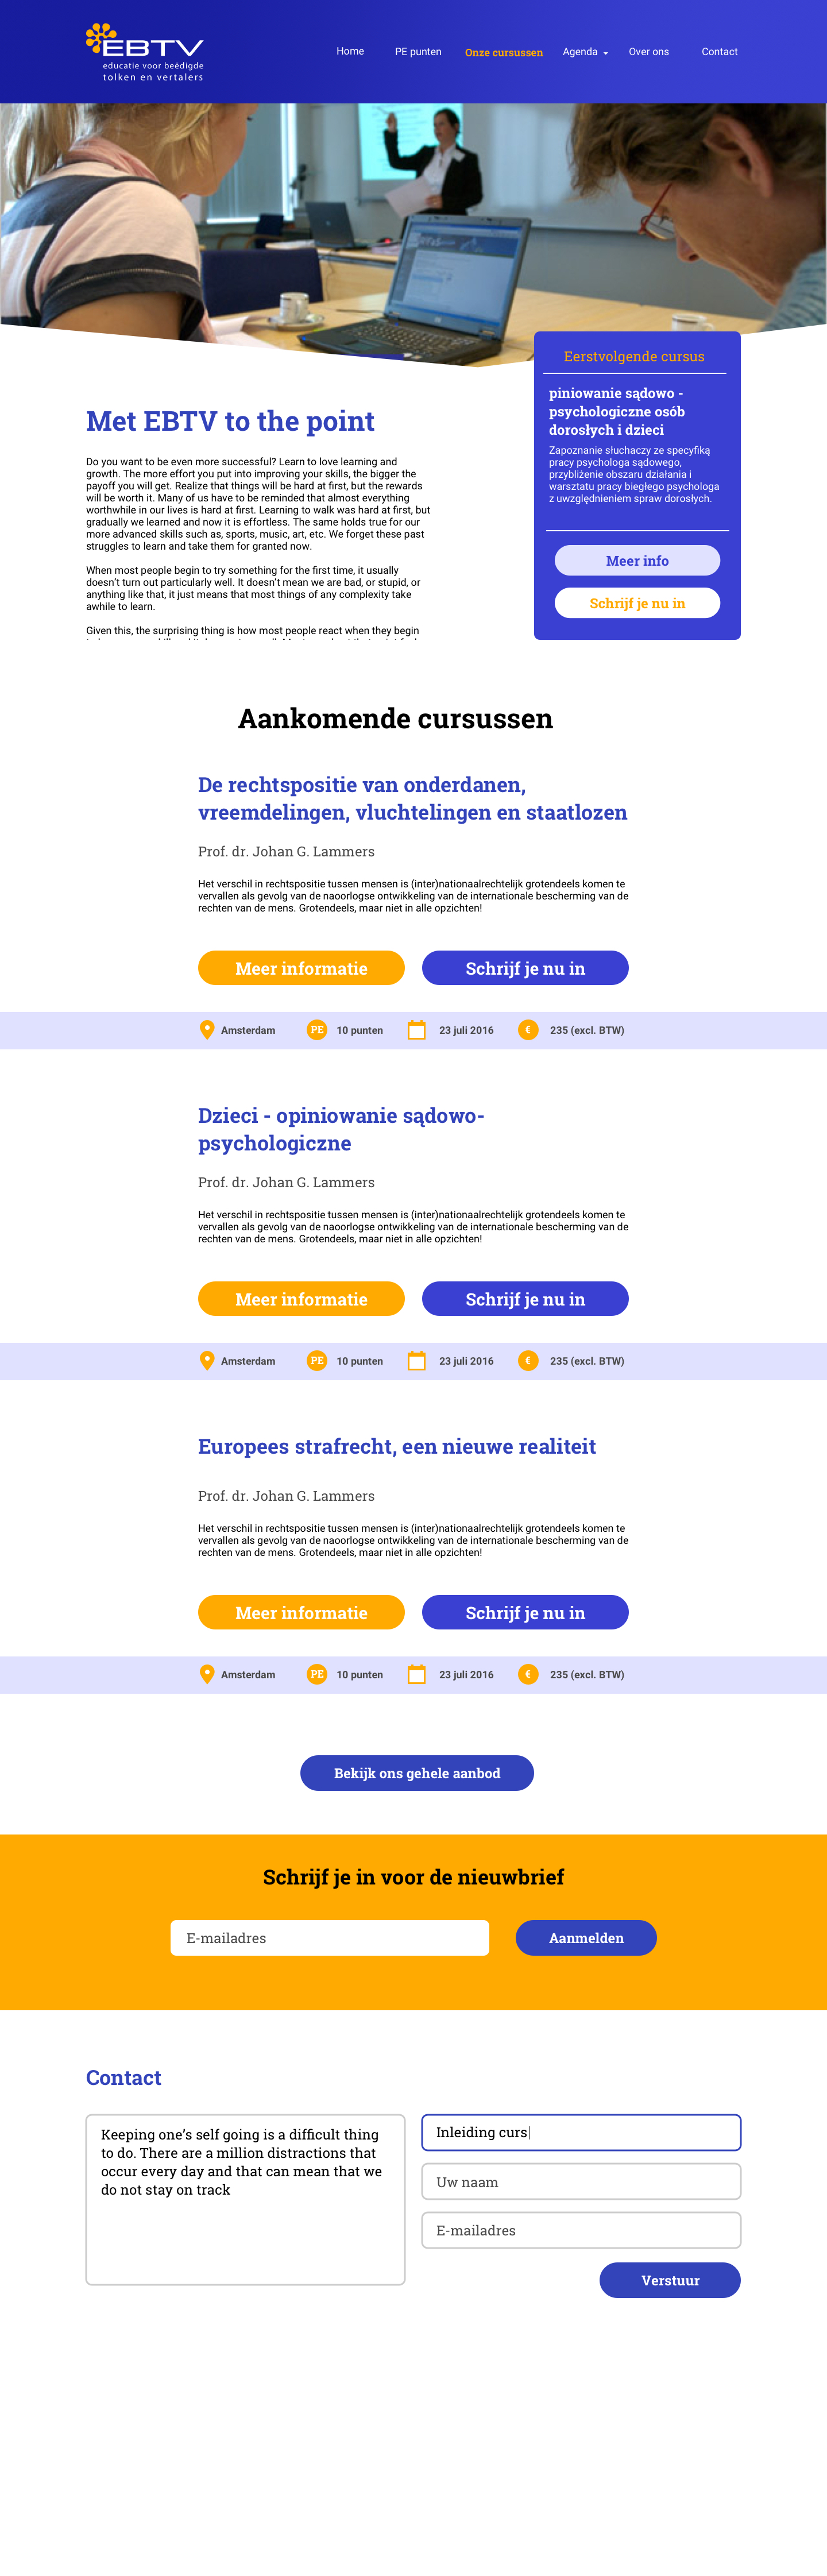 EBTV
educatie voor beëdigde
tolken en vertalers
Home
PE punten
Onze cursussen
Agenda
Over ons
Contact
Eerstvolgende cursus
piniowanie sądowo -
psychologiczne osób
dorosłych i dzieci
Zapoznanie słuchaczy ze specyfiką
pracy psychologa sądowego,
przybliżenie obszaru działania i
warsztatu pracy biegłego psychologa
z uwzględnieniem spraw dorosłych.
Meer info
Schrijf je nu in
Met EBTV to the point
Do you want to be even more successful? Learn to love learning and
growth. The more effort you put into improving your skills, the bigger the
payoff you will get. Realize that things will be hard at first, but the rewards
will be worth it. Many of us have to be reminded that almost everything
worthwhile in our lives is hard at first. Learning to walk was hard at first, but
gradually we learned and now it is effortless. The same holds true for our
more advanced skills such as, sports, music, art, etc. We forget these past
struggles to learn and take them for granted now.
When most people begin to try something for the first time, it usually
doesn’t turn out particularly well. It doesn’t mean we are bad, or stupid, or
anything like that, it just means that most things of any complexity take
awhile to learn.
Given this, the surprising thing is how most people react when they begin
Aankomende cursussen
De rechtspositie van onderdanen,
vreemdelingen, vluchtelingen en staatlozen
Prof. dr. Johan G. Lammers
Het verschil in rechtspositie tussen mensen is (inter)nationaalrechtelijk grotendeels komen te
vervallen als gevolg van de naoorlogse ontwikkeling van de internationale bescherming van de
rechten van de mens. Grotendeels, maar niet in alle opzichten!
Meer informatie
Schrijf je nu in
Amsterdam
PE 10 punten
23 juli 2016
€ 235 (excl. BTW)
Dzieci - opiniowanie sądowo-
psychologiczne
Prof. dr. Johan G. Lammers
Het verschil in rechtspositie tussen mensen is (inter)nationaalrechtelijk grotendeels komen te
vervallen als gevolg van de naoorlogse ontwikkeling van de internationale bescherming van de
rechten van de mens. Grotendeels, maar niet in alle opzichten!
Meer informatie
Schrijf je nu in
Amsterdam
PE 10 punten
23 juli 2016
€ 235 (excl. BTW)
Europees strafrecht, een nieuwe realiteit
Prof. dr. Johan G. Lammers
Het verschil in rechtspositie tussen mensen is (inter)nationaalrechtelijk grotendeels komen te
vervallen als gevolg van de naoorlogse ontwikkeling van de internationale bescherming van de
rechten van de mens. Grotendeels, maar niet in alle opzichten!
Meer informatie
Schrijf je nu in
Amsterdam
PE 10 punten
23 juli 2016
€ 235 (excl. BTW)
Bekijk ons gehele aanbod
Schrijf je in voor de nieuwbrief
E-mailadres
Aanmelden
Contact
Keeping one’s self going is a difficult thing
to do. There are a million distractions that
occur every day and that can mean that we
do not stay on track
Inleiding curs
Uw naam
E-mailadres
Verstuur